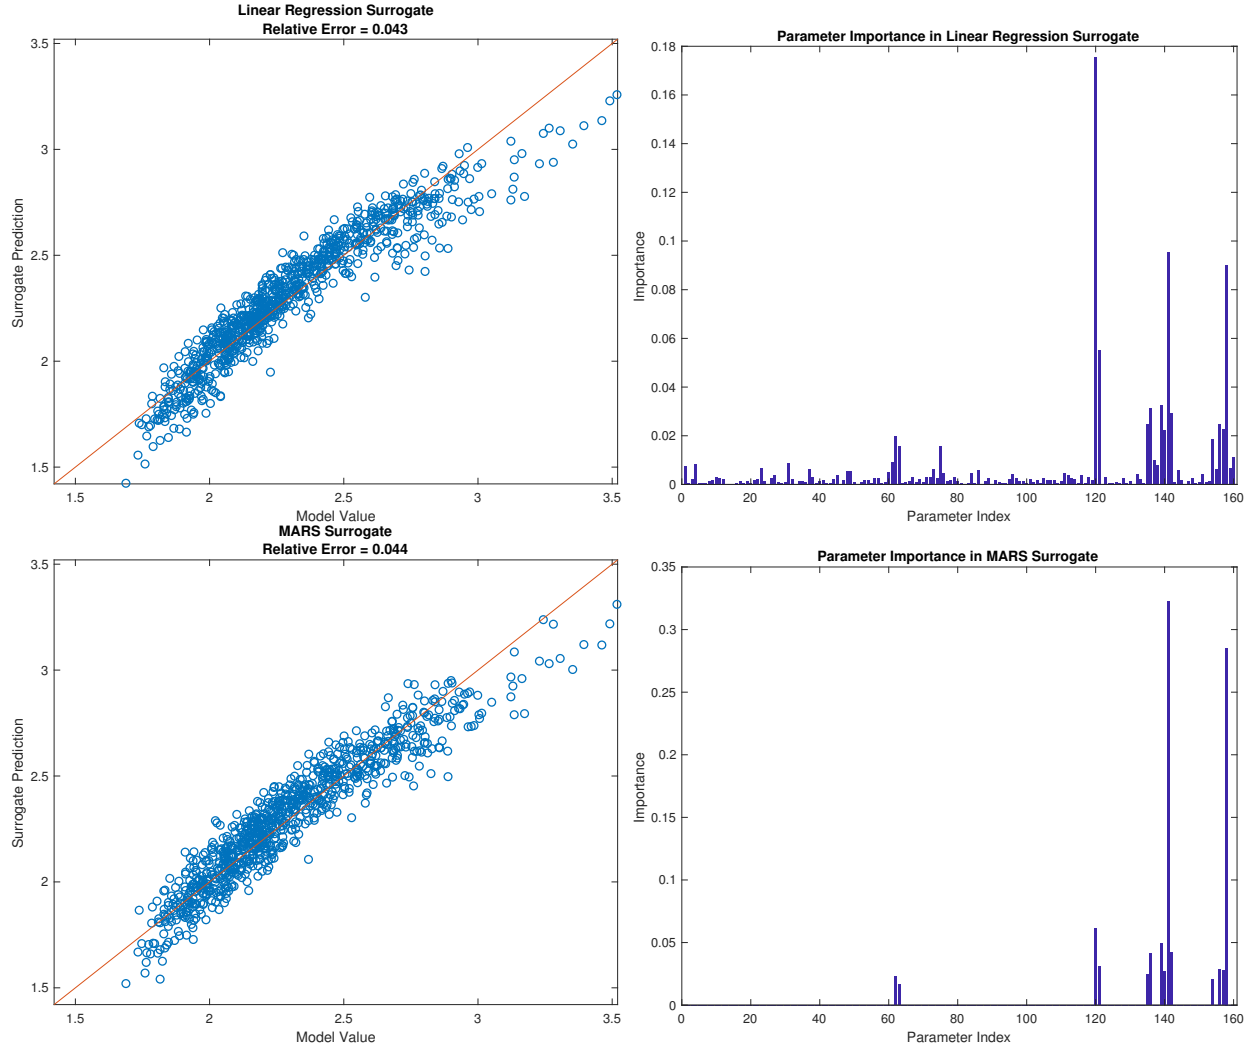 Linear Regression Surrogate
Relative Error = 0.043
3.5
3
2.5
2
1.5
Surrogate Prediction
1.5 2 2.5 3 3.5
Model Value
Parameter Importance in Linear Regression Surrogate
0.18
0.16
0.14
0.12
0.1
0.08
0.06
0.04
0.02
0
Importance
0 20 40 60 80 100 120 140 160
Parameter Index
MARS Surrogate
Relative Error = 0.044
3.5
3
2.5
2
1.5
Surrogate Prediction
1.5 2 2.5 3 3.5
Model Value
Parameter Importance in MARS Surrogate
0.35
0.3
0.25
0.2
0.15
0.1
0.05
0
Importance
0 20 40 60 80 100 120 140 160
Parameter Index